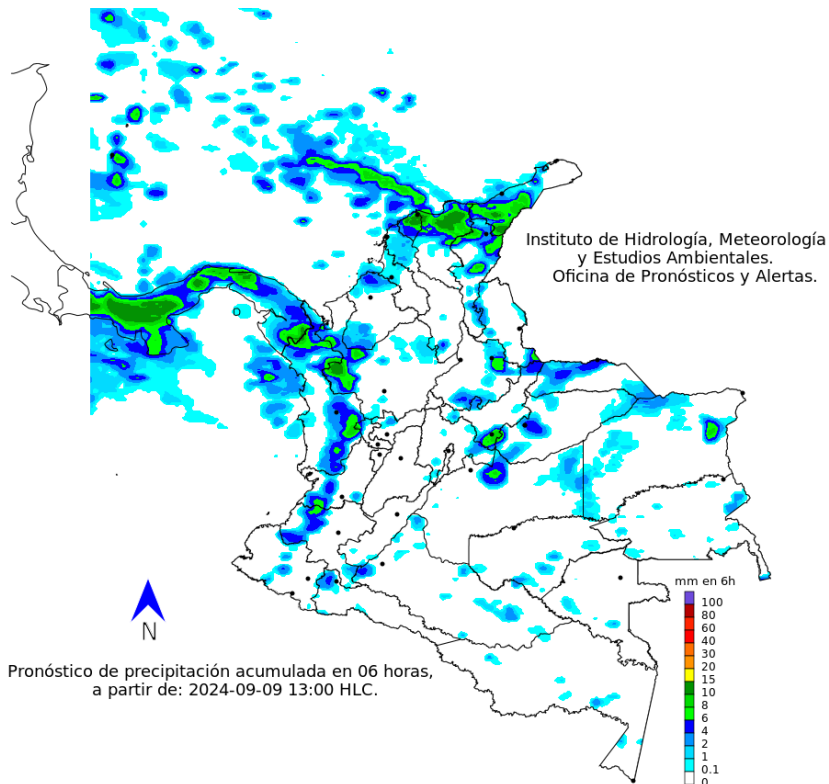 Instituto de Hidrología, Meteorología
y Estudios Ambientales.
Oficina de Pronósticos y Alertas.
mm en 6h
100
80
60
40
30
20
15
10
8
6
4
2
1
0.1
0
N
Pronóstico de precipitación acumulada en 06 horas,
a partir de: 2024-09-09 13:00 HLC.